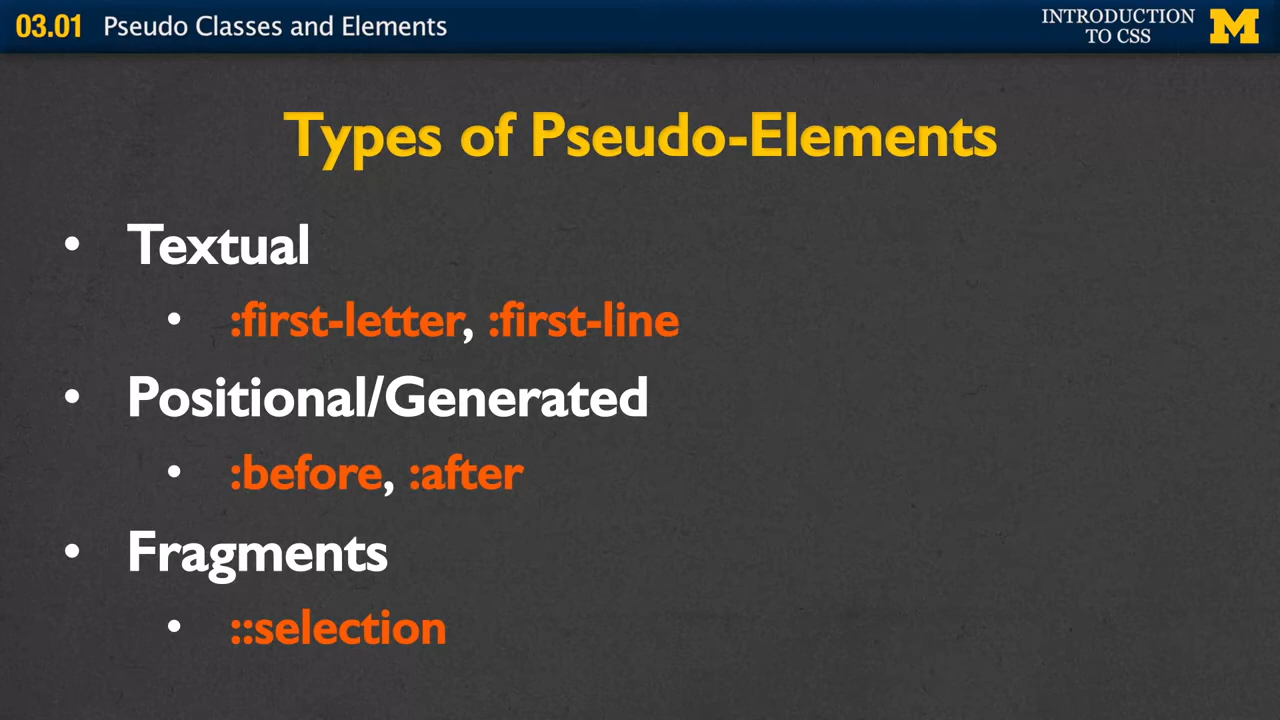 03.01 Pseudo Classes and Elements
INTRODUCTION
TO CSS
M
Types of Pseudo-Elements
• Textual
• :first-letter, :first-line
• Positional/Generated
• :before, :after
• Fragments
• ::selection